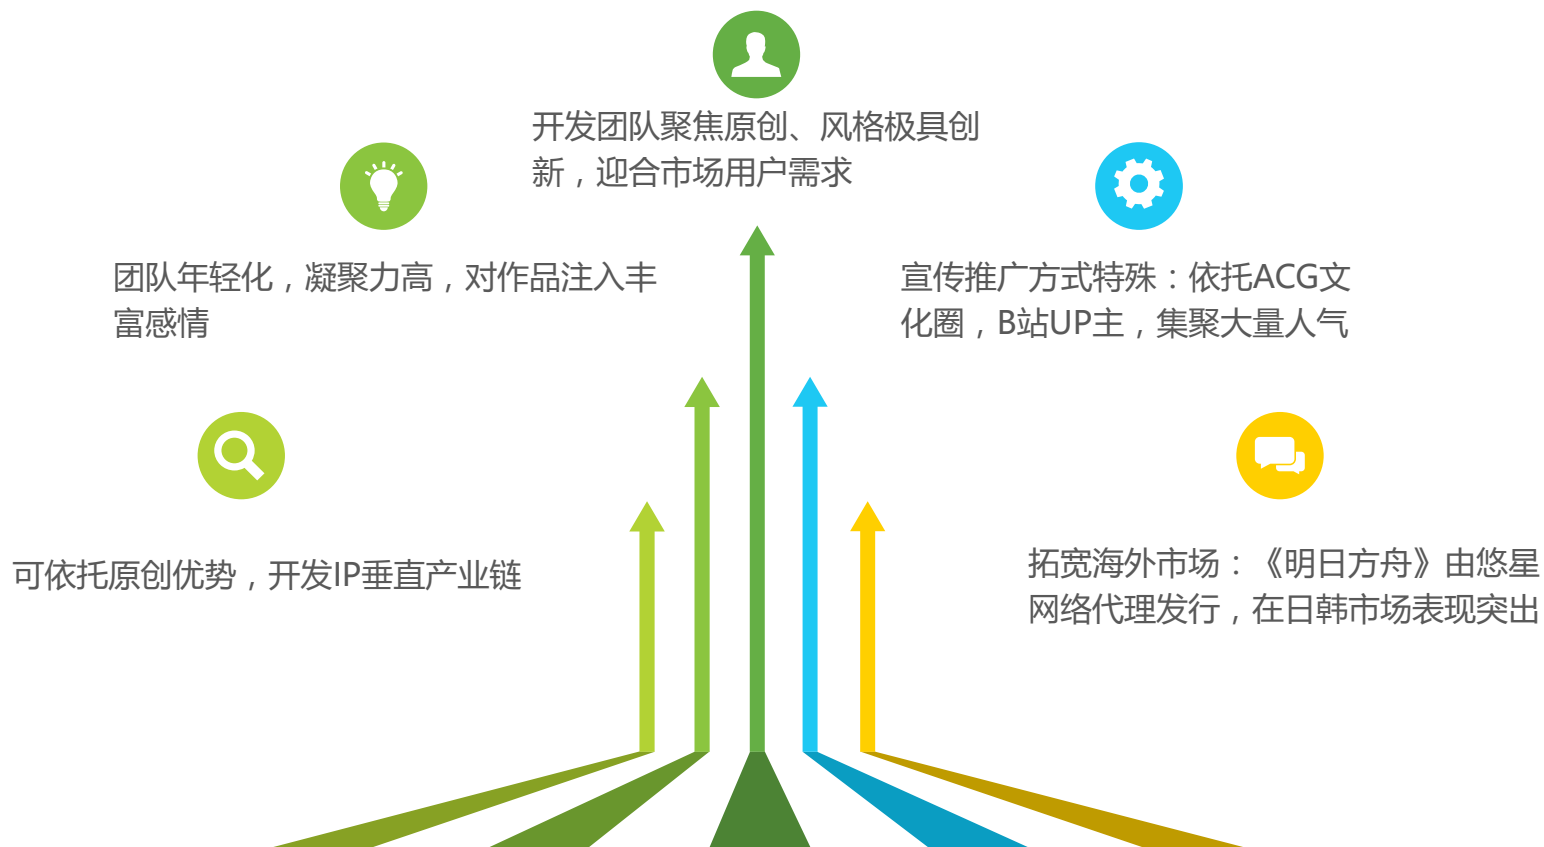 开发团队聚焦原创、风格极具创
新，迎合市场用户需求
团队年轻化，凝聚力高，对作品注入丰
富感情
宣传推广方式特殊：依托ACG文
化圈，B站UP主，集聚大量人气
可依托原创优势，开发IP垂直产业链
拓宽海外市场：《明日方舟》由悠星
网络代理发行，在日韩市场表现突出